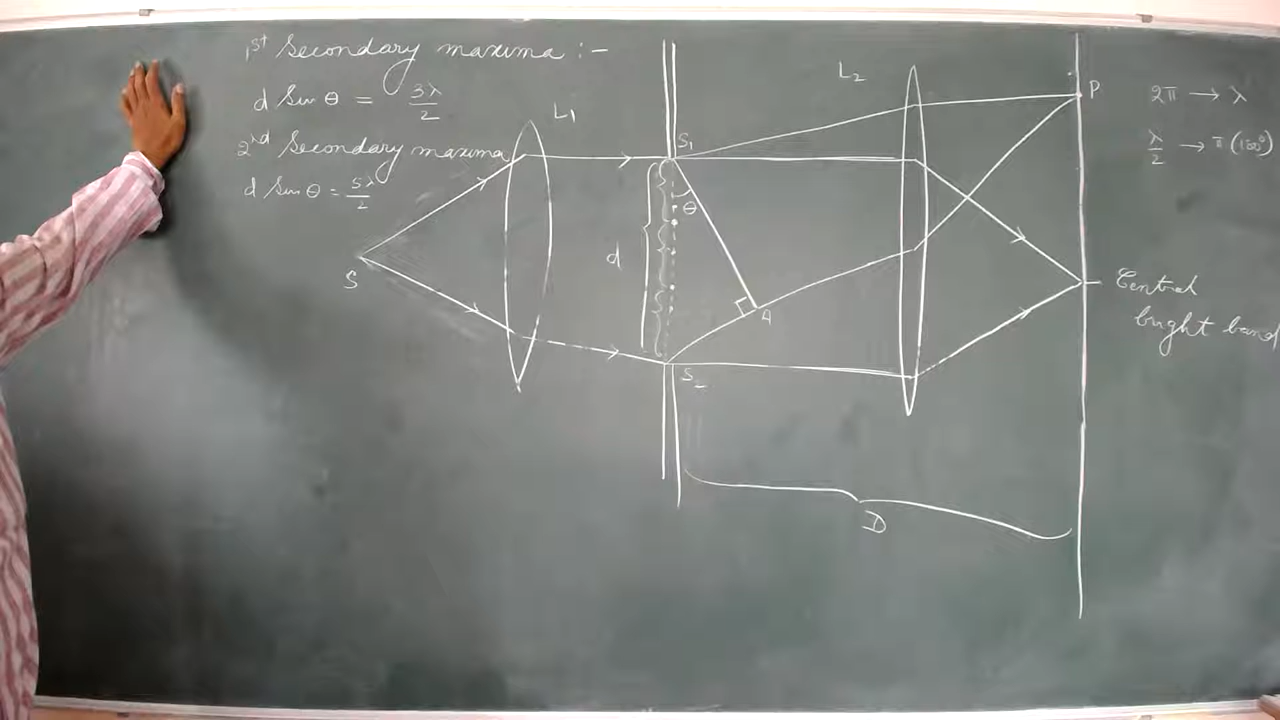 1st Secondary maxima :-
d Sin θ = 3λ/2
2nd Secondary maxima
d Sin θ = 5λ/2
L1
S
S1
θ
d
A
S2
L2
P
D
2π → λ
λ/2 → π (180°)
Central
bright band